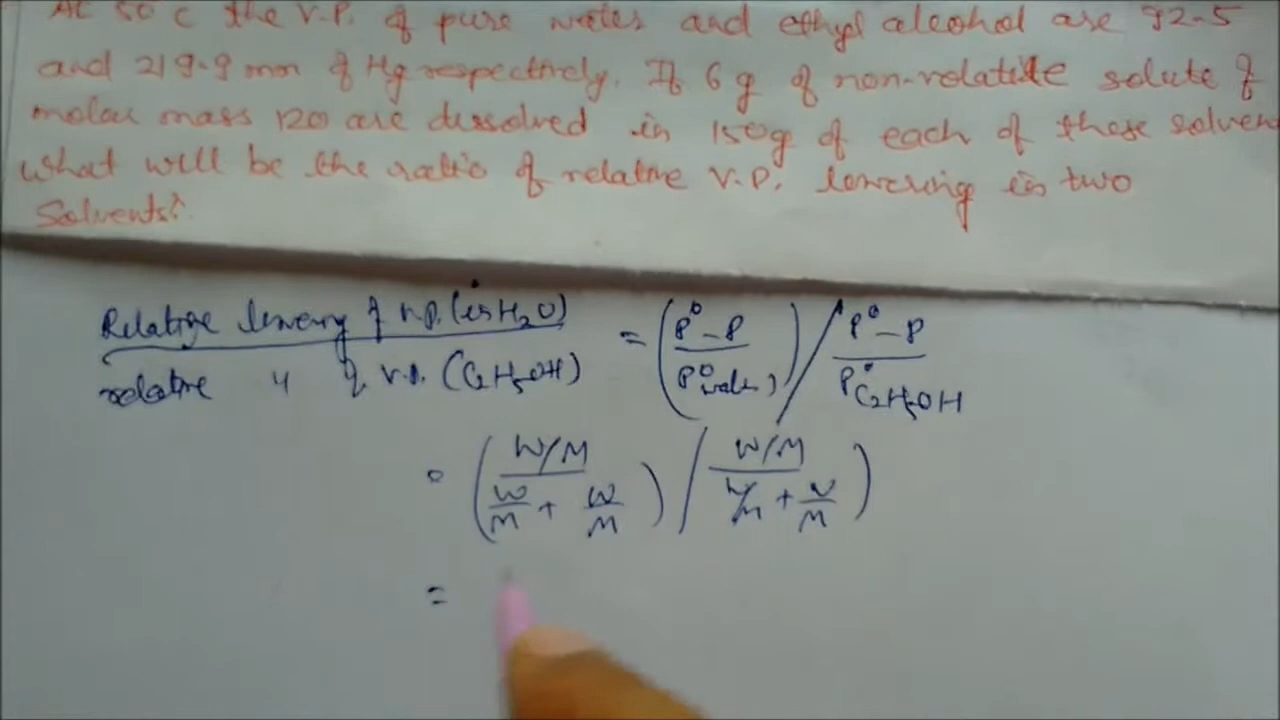 At 50°c the V.P. of pure water and ethyl alcohol are 92.5
and 219.9 mm of Hg respectively. If 6 g of non-volatile solute of
molar mass 120 are dissolved in 150g of each of these solvent
what will be the ratio of relative V.P. lowering in two
Solvents?
Relative lowering of v.p. (in H2O) = (P° - P / P° water) / P° - P / P° C2H5OH
relative " of v.p. (C2H5OH)
= (W/M / W/M + W/M) / (W/M / W/M + W/M)
=